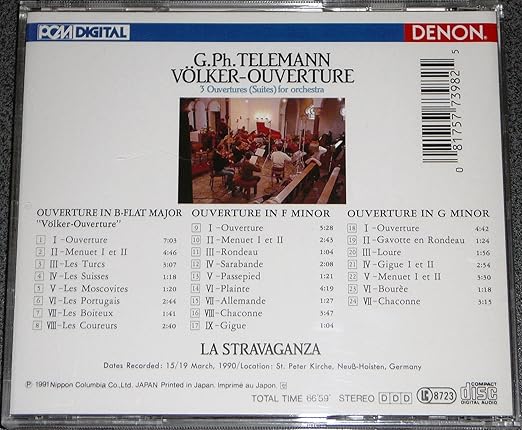 PCM DIGITAL
DENON
G.Ph.TELEMANN
VÖLKER-OUVERTURE
3 Ouvertures (Suites) for orchestra
0 81757 73982 5
OUVERTURE IN B-FLAT MAJOR
"Völker-Ouverture"
1 I -Ouverture 7:03
2 II-Menuet I et II 4:46
3 III-Les Turcs 3:07
4 IV-Les Suisses 1:18
5 V-Les Moscovites 1:20
6 VI-Les Portugais 2:44
7 VII-Les Boiteux 1:41
8 VIII-Les Coureurs 2:40
OUVERTURE IN F MINOR
9 I -Ouverture 5:28
10 II-Menuet I et II 2:43
11 III-Rondeau 1:04
12 IV-Sarabande 2:08
13 V-Passepied 1:21
14 VI-Plainte 4:19
15 VII-Allemande 1:27
16 VIII-Chaconne 3:47
17 IX-Gigue 1:04
OUVERTURE IN G MINOR
18 I -Ouverture 4:42
19 II-Gavotte en Rondeau 1:24
20 III-Loure 1:56
21 IV-Gigue I et II 2:54
22 V-Menuet I et II 3:30
23 VI-Bourèe 1:18
24 VII-Chaconne 3:15
LA STRAVAGANZA
Dates Recorded: 15/19 March, 1990/Location: St. Peter Kirche, Neuß-Hoisten, Germany
Ⓟ1991 Nippon Columbia Co., Ltd. JAPAN Printed in Japan. Imprimé au Japan.
TOTAL TIME 66'59" STEREO DDD
LC 8723
COMPACT
disc
DIGITAL AUDIO